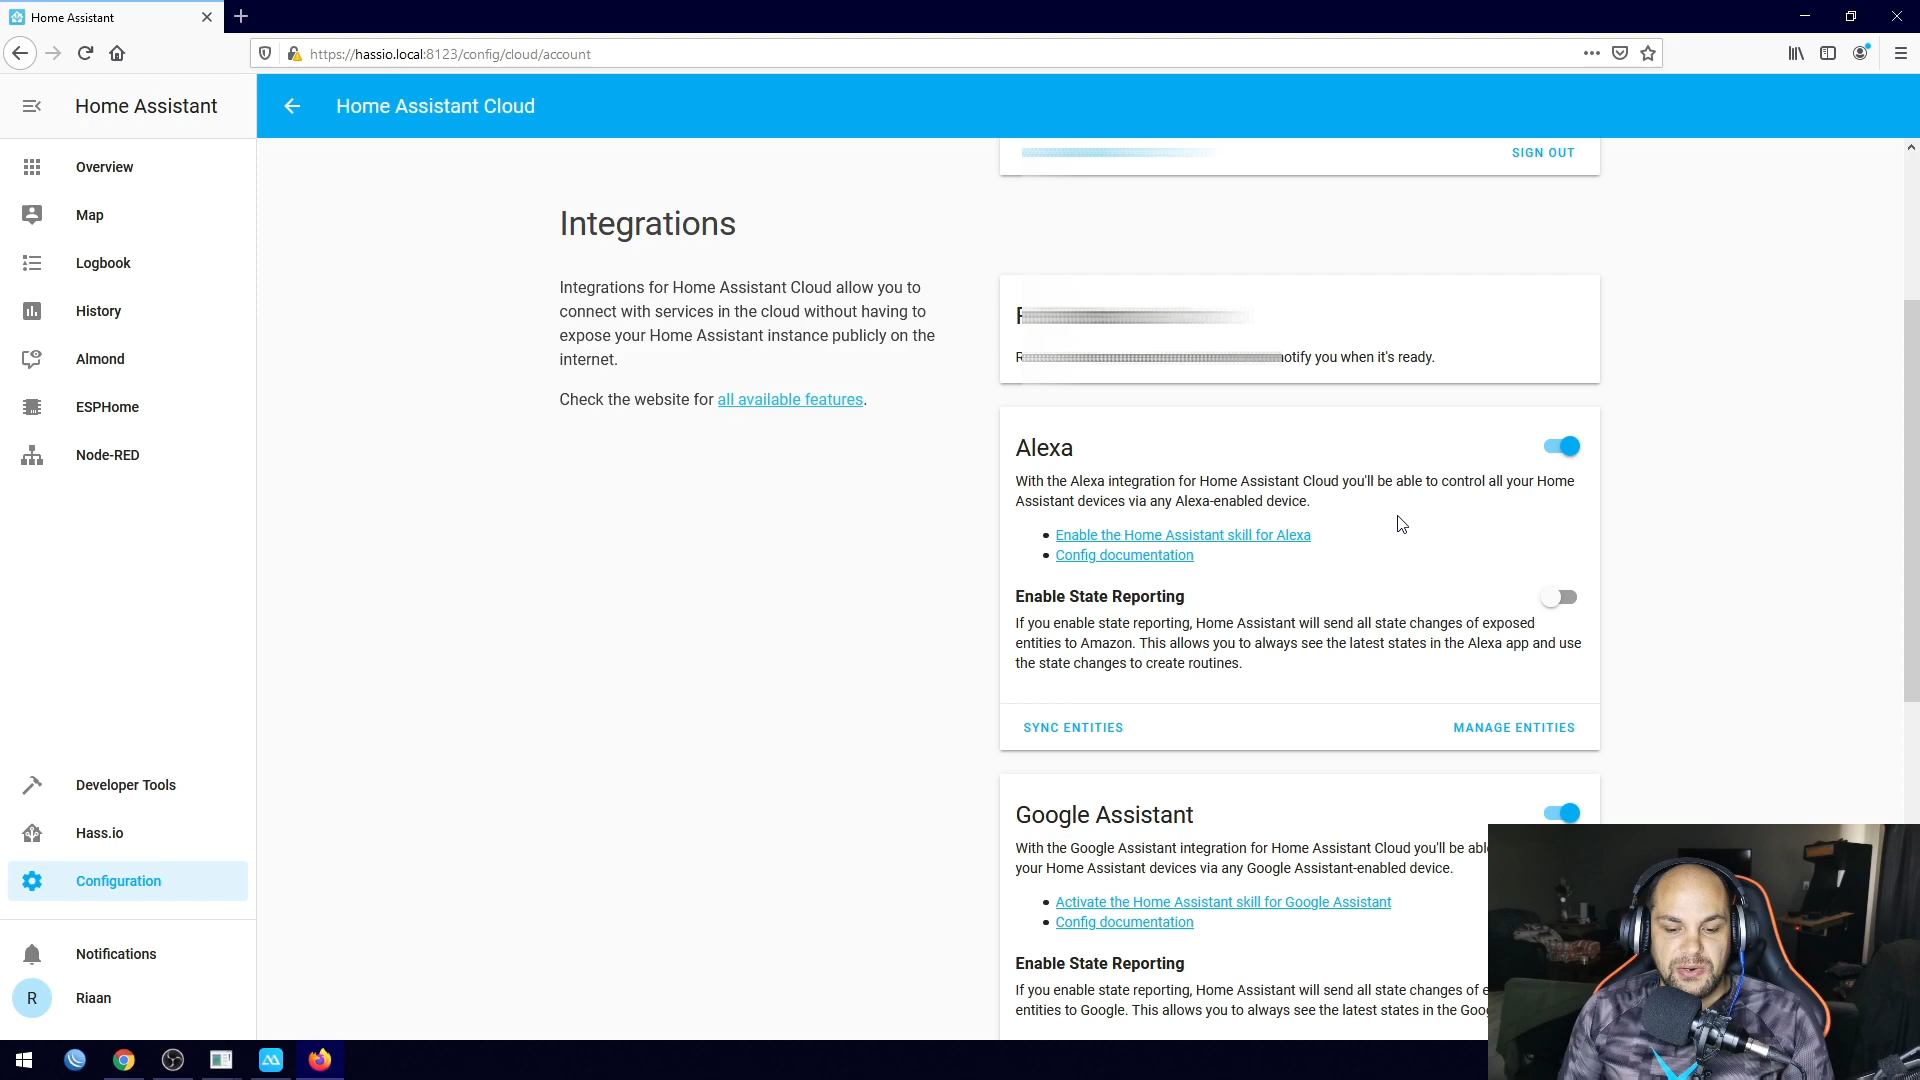 Home Assistant
https://hassio.local:8123/config/cloud/account
Home Assistant
Home Assistant Cloud
Overview
Map
Logbook
History
Almond
ESPHome
Node-RED
Developer Tools
Hass.io
Configuration
Notifications
R
Riaan
SIGN OUT
Integrations
Integrations for Home Assistant Cloud allow you to
connect with services in the cloud without having to
expose your Home Assistant instance publicly on the
internet.
Check the website for all available features.
notify you when it's ready.
Alexa
With the Alexa integration for Home Assistant Cloud you'll be able to control all your Home
Assistant devices via any Alexa-enabled device.
Enable the Home Assistant skill for Alexa
Config documentation
Enable State Reporting
If you enable state reporting, Home Assistant will send all state changes of exposed
entities to Amazon. This allows you to always see the latest states in the Alexa app and use
the state changes to create routines.
SYNC ENTITIES
MANAGE ENTITIES
Google Assistant
With the Google Assistant integration for Home Assistant Cloud you'll be abl
your Home Assistant devices via any Google Assistant-enabled device.
Activate the Home Assistant skill for Google Assistant
Config documentation
Enable State Reporting
If you enable state reporting, Home Assistant will send all state changes of e
entities to Google. This allows you to always see the latest states in the Goog